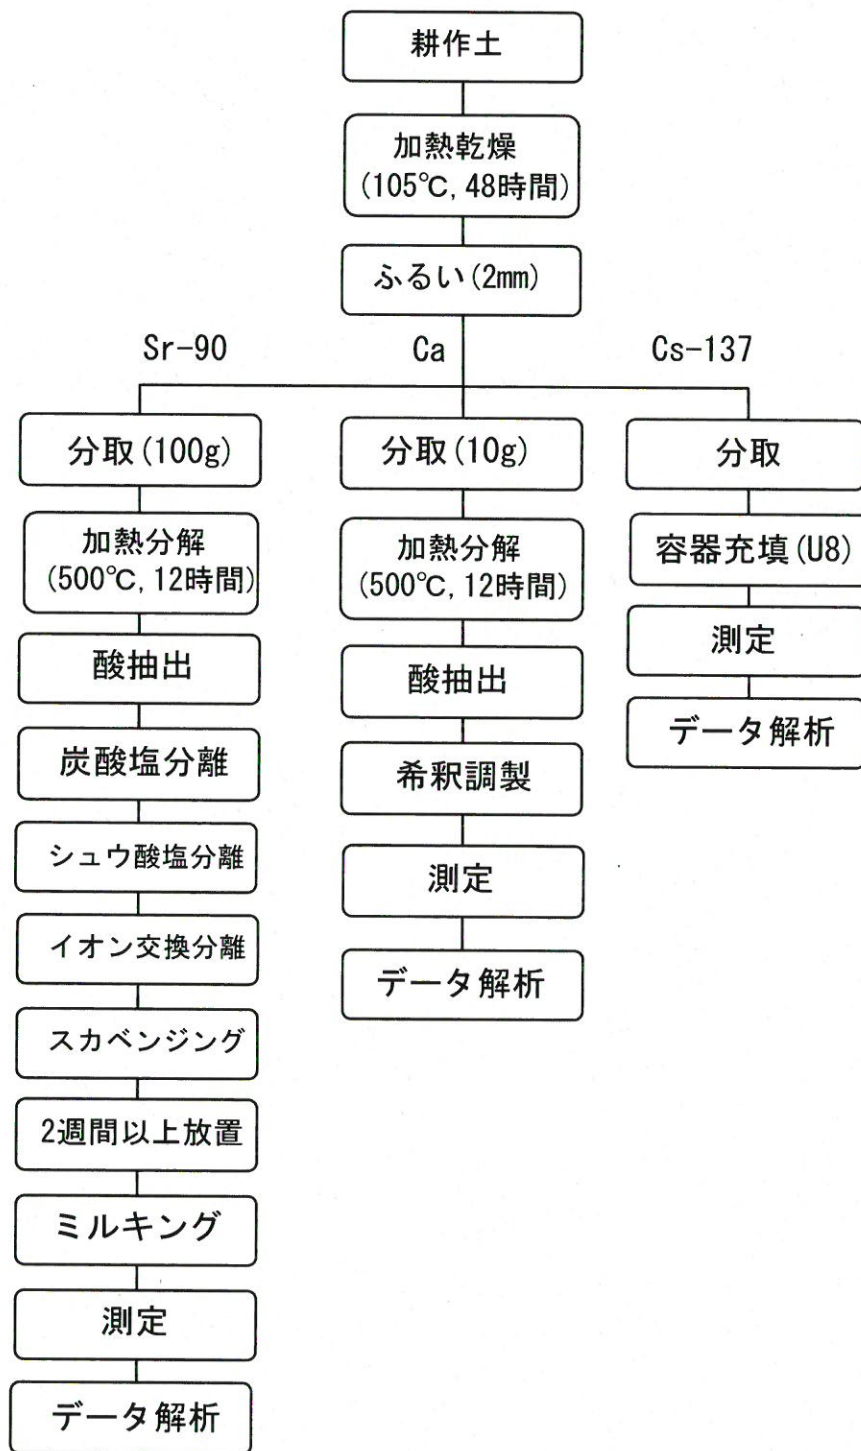 耕作土
加熱乾燥
(105℃, 48時間)
ふるい(2mm)
Sr-90
Ca
Cs-137
分取(100g)
加熱分解
(500℃, 12時間)
酸抽出
炭酸塩分離
シュウ酸塩分離
イオン交換分離
スカベンジング
2週間以上放置
ミルキング
測定
データ解析
分取(10g)
加熱分解
(500℃, 12時間)
酸抽出
希釈調製
測定
データ解析
分取
容器充填(U8)
測定
データ解析